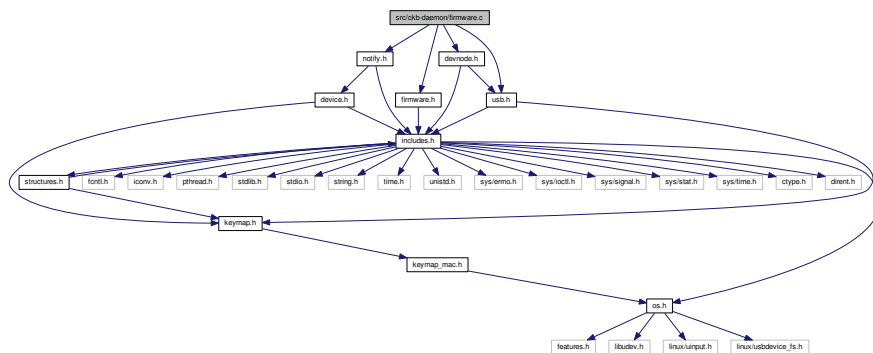 src/ckb-daemon/firmware.c
notify.h
devnode.h
device.h
firmware.h
usb.h
includes.h
structures.h
fcntl.h
iconv.h
pthread.h
stdlib.h
stdio.h
string.h
time.h
unistd.h
sys/errno.h
sys/ioctl.h
sys/signal.h
sys/stat.h
sys/time.h
ctype.h
dirent.h
keymap.h
keymap_mac.h
os.h
features.h
libudev.h
linux/uinput.h
linux/usbdevice_fs.h